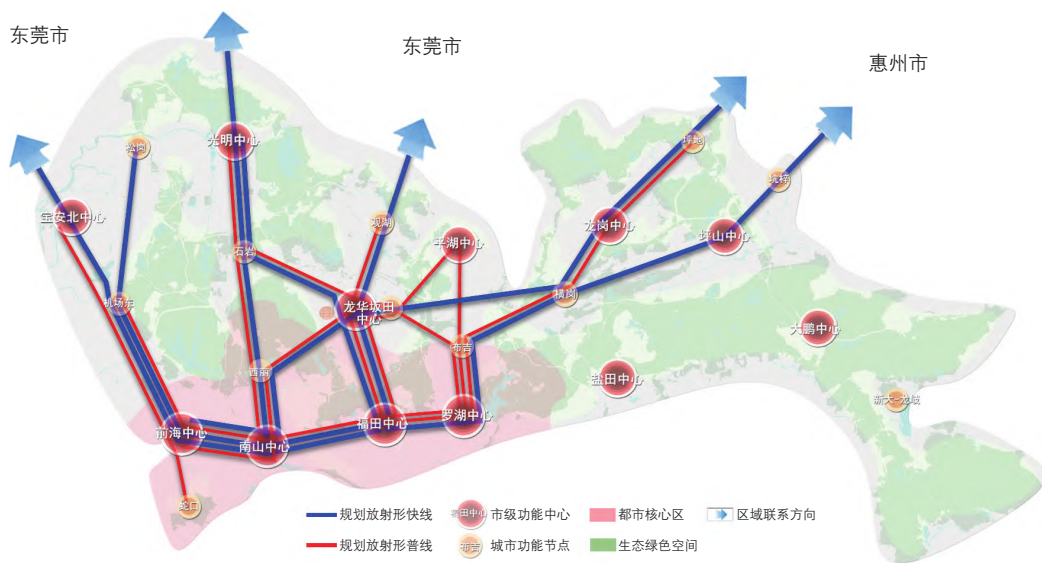 东莞市
东莞市
惠州市
松岗
光明中心
坪地
坑梓
宝安北中心
观湖
平湖中心
龙岗中心
坪山中心
石岩
机场东
龙华坂田
中心
横岗
大鹏中心
布吉
西丽
盐田中心
新大-龙岐
前海中心
南山中心
福田中心
罗湖中心
蛇口
规划放射形快线
市级功能中心
都市核心区
区域联系方向
规划放射形普线
布吉
城市功能节点
生态绿色空间